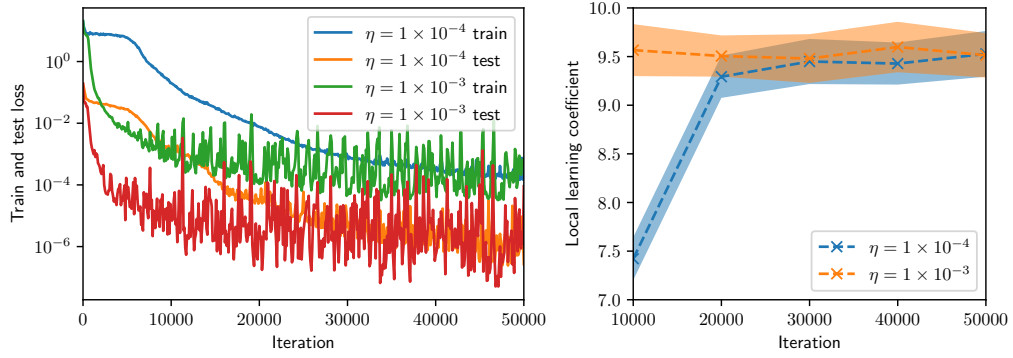 Train and test loss
10⁰
10⁻²
10⁻⁴
10⁻⁶
0
10000
20000
30000
40000
50000
Iteration
η = 1 × 10⁻⁴ train
η = 1 × 10⁻⁴ test
η = 1 × 10⁻³ train
η = 1 × 10⁻³ test
Local learning coefficient
10.0
9.5
9.0
8.5
8.0
7.5
7.0
10000
20000
30000
40000
50000
Iteration
η = 1 × 10⁻⁴
η = 1 × 10⁻³